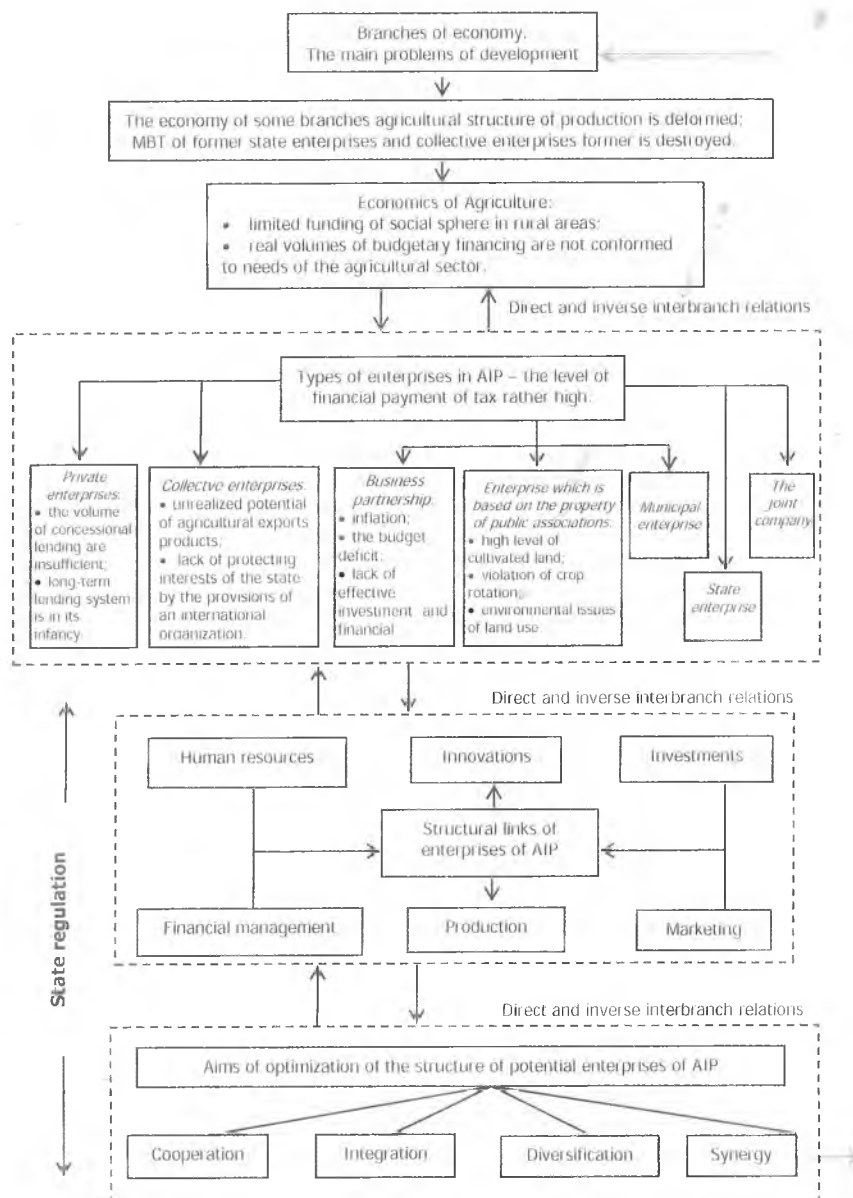 Branches of economy.
The main problems of development
The economy of some branches agricultural structure of production is deformed;
MBT of former state enterprises and collective enterprises former is destroyed.
Economics of Agriculture:
• limited funding of social sphere in rural areas;
• real volumes of budgetary financing are not conformed
to needs of the agricultural sector.
Direct and inverse interbranch relations
Types of enterprises in AIP – the level of
financial payment of tax rather high.
Private
enterprises:
• the volume
of concessional
lending are
insufficient;
• long-term
lending system
is in its
infancy.
Collectve enterprises:
• unrealized potential
of agricultural exports
products;
• lack of protecting
interests of the state
by the provisions of
an international
organization.
Business
partnership:
• inflation;
• the budget
deficit;
• lack of
effective
investment and
financial
Enterprise which is
based on the property
of public associations:
• high level of
cultivated land;
• violation of crop
rotation;
• environmental issues
of land use
Municipal
enterprise
State
enterprise
The
joint
company
Direct and inverse interbranch relations
State regulation
Human resources
Innovations
Investments
Structural links of
enterprises of AIP
Financial management
Production
Marketing
Direct and inverse interbranch relations
Aims of optimization of the structure of potential enterprises of AIP
Cooperation
Integration
Diversification
Synergy